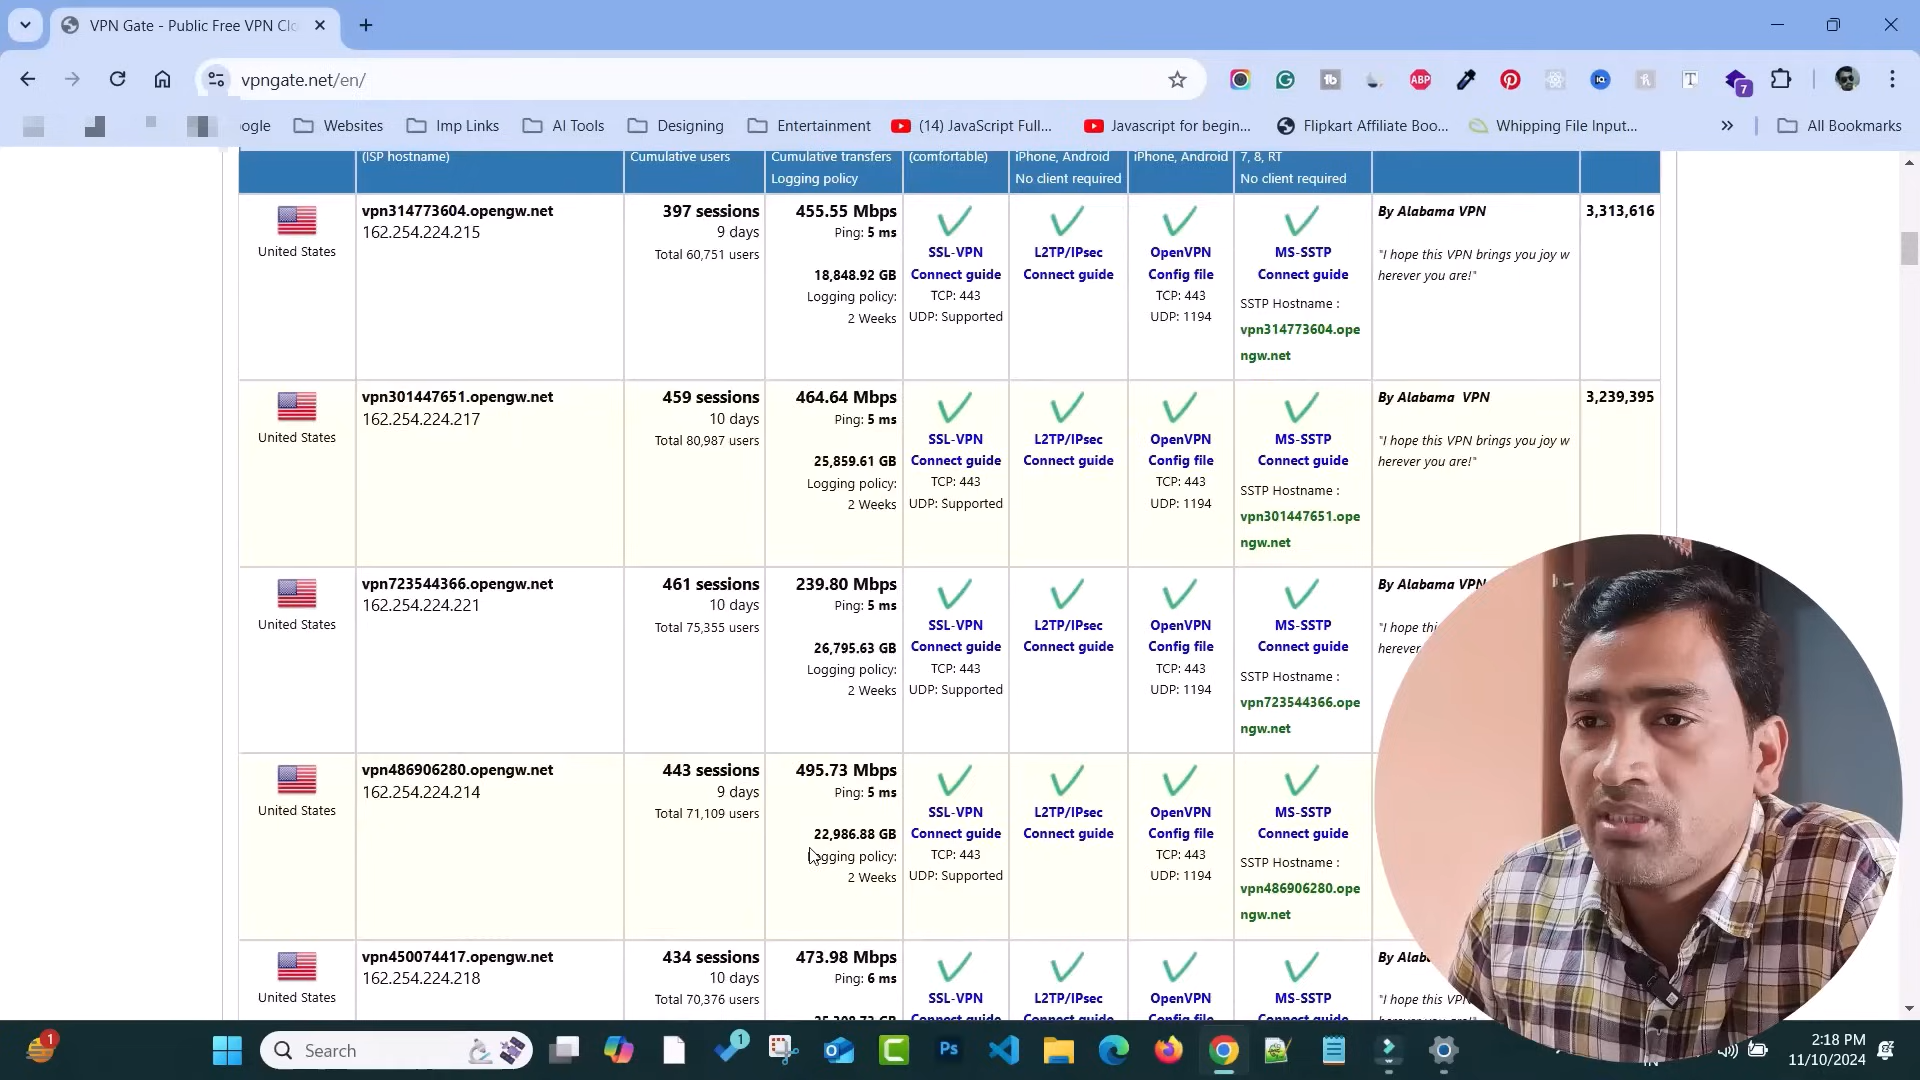 VPN Gate - Public Free VPN Clo
vpngate.net/en/
ABP
7
oogle
Websites
Imp Links
AI Tools
Designing
Entertainment
(14) JavaScript Full...
Javascript for begin...
Flipkart Affiliate Boo...
Whipping File Input...
All Bookmarks
(ISP hostname)
Cumulative users
Cumulative transfers
Logging policy
(comfortable)
iPhone, Android
No client required
iPhone, Android
7, 8, RT
No client required
United States
vpn314773604.opengw.net
162.254.224.215
397 sessions
9 days
Total 60,751 users
455.55 Mbps
Ping: 5 ms
18,848.92 GB
Logging policy:
2 Weeks
SSL-VPN
Connect guide
TCP: 443
UDP: Supported
L2TP/IPsec
Connect guide
OpenVPN
Config file
TCP: 443
UDP: 1194
MS-SSTP
Connect guide
SSTP Hostname :
vpn314773604.ope
ngw.net
By Alabama VPN
"I hope this VPN brings you joy w
herever you are!"
3,313,616
United States
vpn301447651.opengw.net
162.254.224.217
459 sessions
10 days
Total 80,987 users
464.64 Mbps
Ping: 5 ms
25,859.61 GB
Logging policy:
2 Weeks
SSL-VPN
Connect guide
TCP: 443
UDP: Supported
L2TP/IPsec
Connect guide
OpenVPN
Config file
TCP: 443
UDP: 1194
MS-SSTP
Connect guide
SSTP Hostname :
vpn301447651.ope
ngw.net
By Alabama VPN
"I hope this VPN brings you joy w
herever you are!"
3,239,395
United States
vpn723544366.opengw.net
162.254.224.221
461 sessions
10 days
Total 75,355 users
239.80 Mbps
Ping: 5 ms
26,795.63 GB
Logging policy:
2 Weeks
SSL-VPN
Connect guide
TCP: 443
UDP: Supported
L2TP/IPsec
Connect guide
OpenVPN
Config file
TCP: 443
UDP: 1194
MS-SSTP
Connect guide
SSTP Hostname :
vpn723544366.ope
ngw.net
By Alabama VPN
"I hope thi
herever
United States
vpn486906280.opengw.net
162.254.224.214
443 sessions
9 days
Total 71,109 users
495.73 Mbps
Ping: 5 ms
22,986.88 GB
Logging policy:
2 Weeks
SSL-VPN
Connect guide
TCP: 443
UDP: Supported
L2TP/IPsec
Connect guide
OpenVPN
Config file
TCP: 443
UDP: 1194
MS-SSTP
Connect guide
SSTP Hostname :
vpn486906280.ope
ngw.net
United States
vpn450074417.opengw.net
162.254.224.218
434 sessions
10 days
Total 70,376 users
473.98 Mbps
Ping: 6 ms
SSL-VPN
L2TP/IPsec
OpenVPN
MS-SSTP
By Alab
"I hope this VPN
1
Search
1
Ps
2:18 PM
11/10/2024